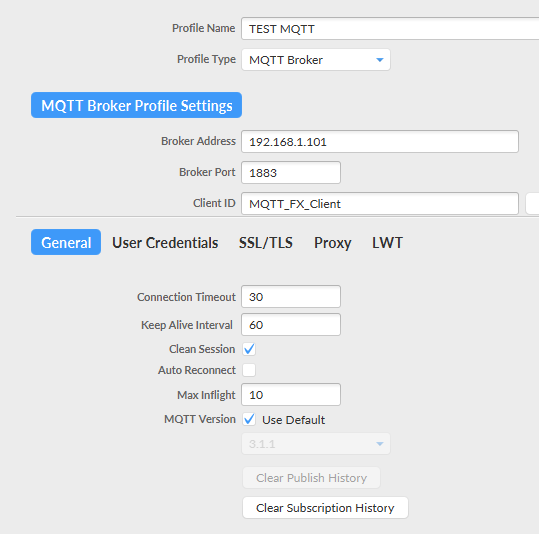 Profile Name TEST MQTT
Profile Type MQTT Broker
MQTT Broker Profile Settings
Broker Address 192.168.1.101
Broker Port 1883
Client ID MQTT_FX_Client
General User Credentials SSL/TLS Proxy LWT
Connection Timeout 30
Keep Alive Interval 60
Clean Session
Auto Reconnect
Max Inflight 10
MQTT Version Use Default
3.1.1
Clear Publish History
Clear Subscription History